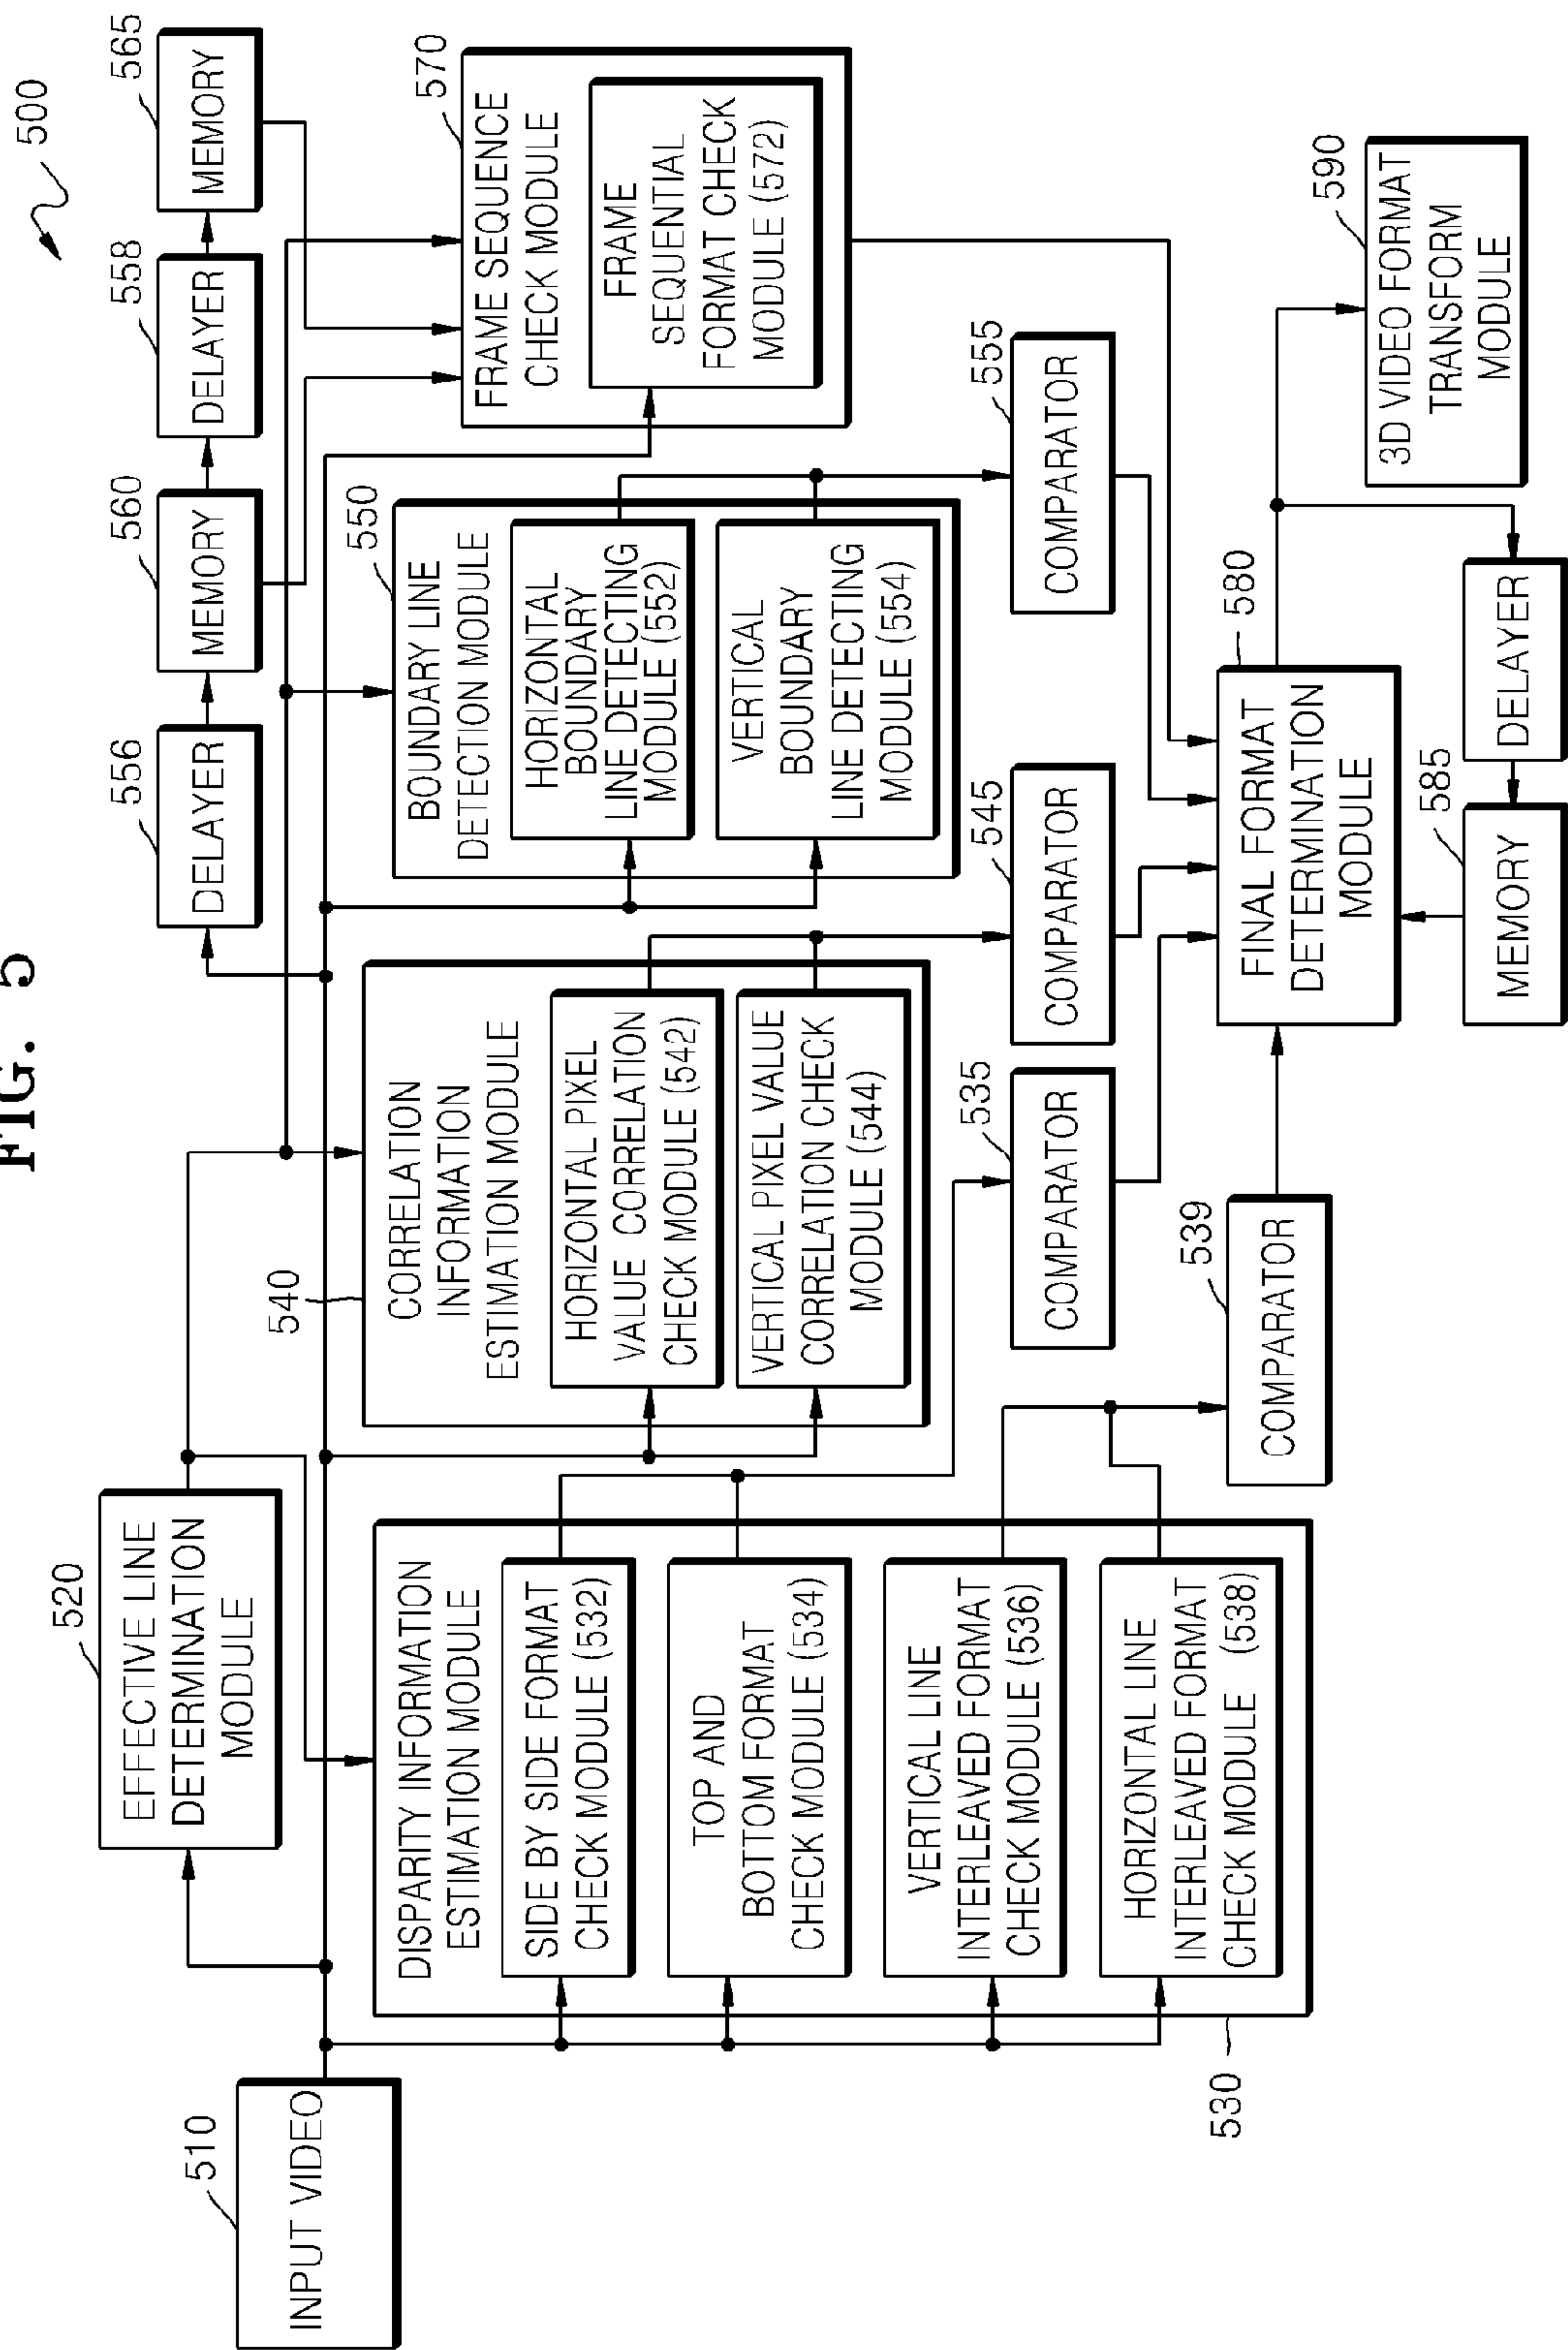 FIG. 5
500
510
INPUT VIDEO
520
EFFECTIVE LINE
DETERMINATION
MODULE
530
DISPARITY INFORMATION
ESTIMATION MODULE
SIDE BY SIDE FORMAT
CHECK MODULE (532)
TOP AND
BOTTOM FORMAT
CHECK MODULE (534)
VERTICAL LINE
INTERLEAVED FORMAT
CHECK MODULE (536)
HORIZONTAL LINE
INTERLEAVED FORMAT
CHECK MODULE (538)
540
CORRELATION
INFORMATION
ESTIMATION MODULE
HORIZONTAL PIXEL
VALUE CORRELATION
CHECK MODULE (542)
VERTICAL PIXEL VALUE
CORRELATION CHECK
MODULE (544)
556
DELAYER
560
MEMORY
558
DELAYER
565
MEMORY
550
BOUNDARY LINE
DETECTION MODULE
HORIZONTAL
BOUNDARY
LINE DETECTING
MODULE (552)
VERTICAL
BOUNDARY
LINE DETECTING
MODULE (554)
570
FRAME SEQUENCE
CHECK MODULE
FRAME
SEQUENTIAL
FORMAT CHECK
MODULE (572)
535
COMPARATOR
545
COMPARATOR
555
COMPARATOR
539
COMPARATOR
580
FINAL FORMAT
DETERMINATION
MODULE
590
3D VIDEO FORMAT
TRANSFORM
MODULE
585
MEMORY
DELAYER